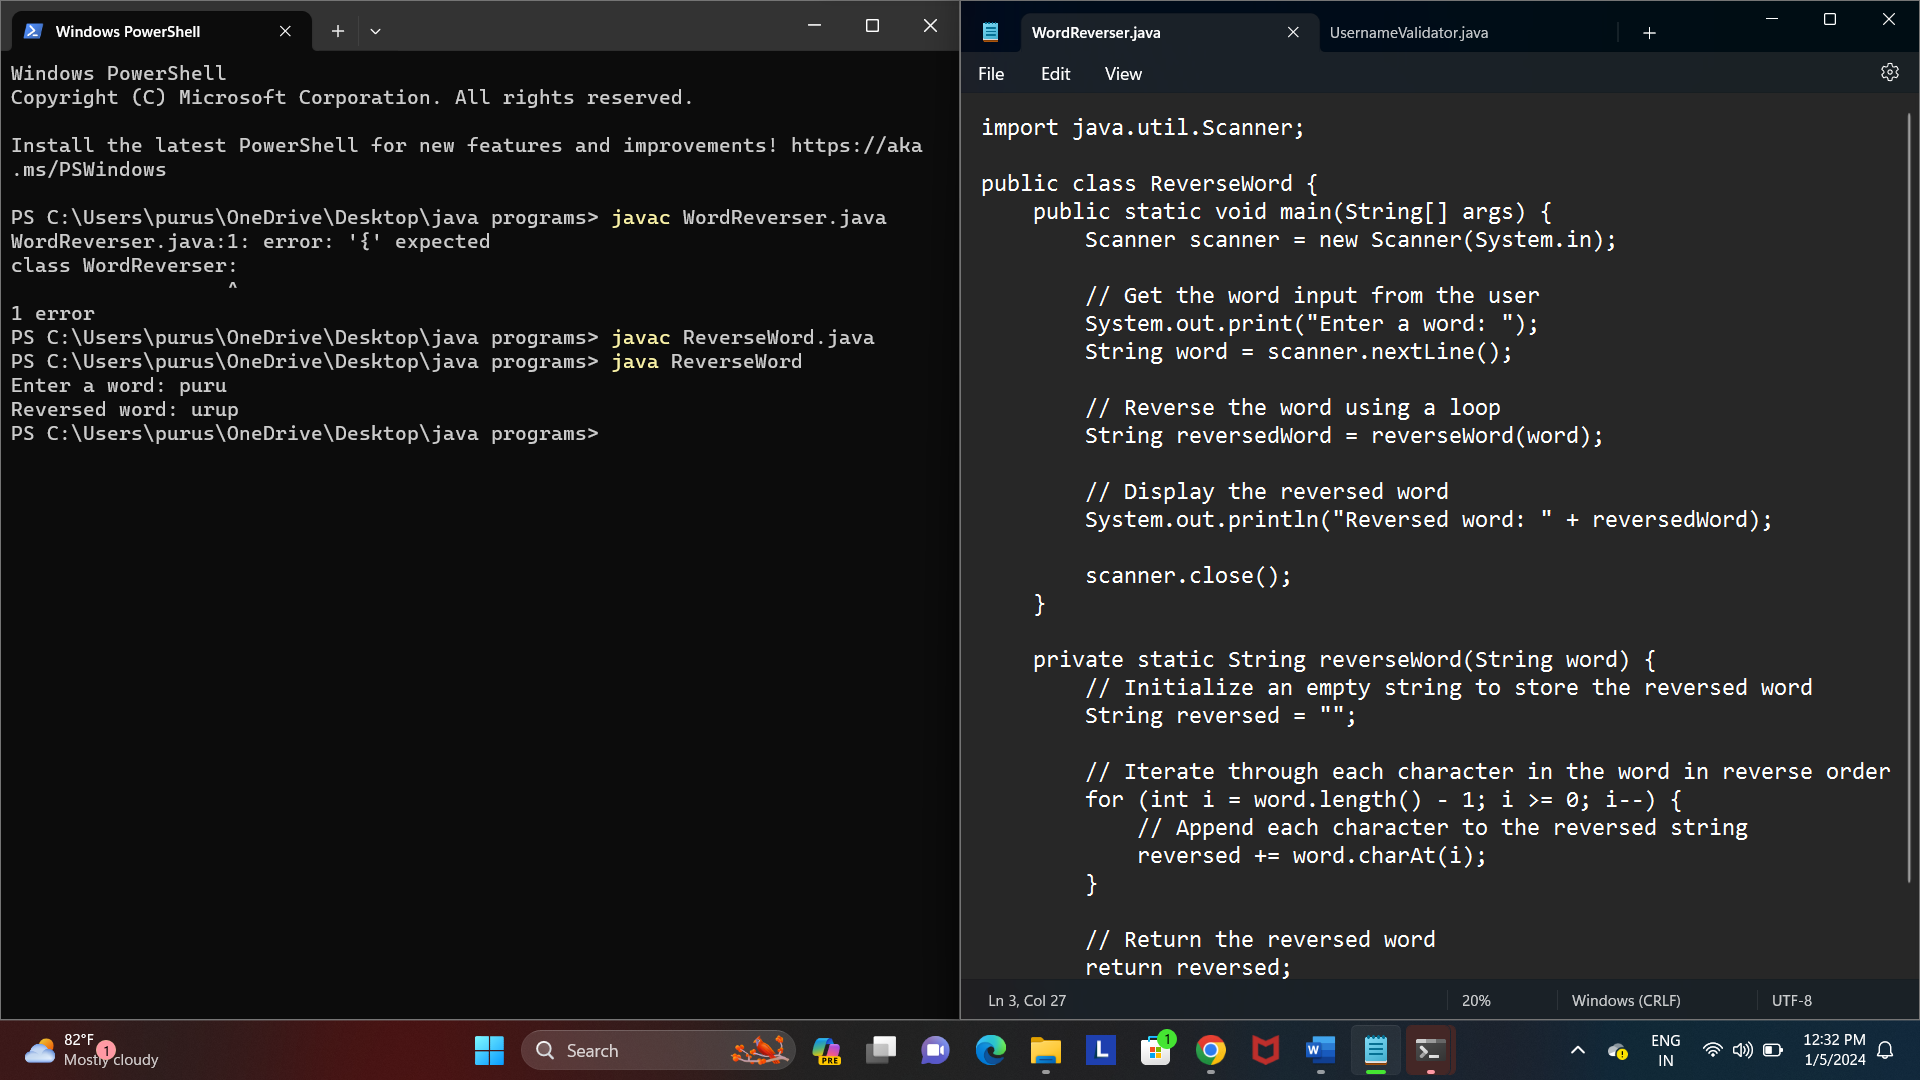 Windows PowerShell
Windows PowerShell
Copyright (C) Microsoft Corporation. All rights reserved.
Install the latest PowerShell for new features and improvements! https://aka
.ms/PSWindows
PS C:\Users\purus\OneDrive\Desktop\java programs> javac WordReverser.java
WordReverser.java:1: error: '{' expected
class WordReverser:
^
1 error
PS C:\Users\purus\OneDrive\Desktop\java programs> javac ReverseWord.java
PS C:\Users\purus\OneDrive\Desktop\java programs> java ReverseWord
Enter a word: puru
Reversed word: urup
PS C:\Users\purus\OneDrive\Desktop\java programs>
WordReverser.java
UsernameValidator.java
File Edit View
import java.util.Scanner;
public class ReverseWord {
    public static void main(String[] args) {
        Scanner scanner = new Scanner(System.in);
        // Get the word input from the user
        System.out.print("Enter a word: ");
        String word = scanner.nextLine();
        // Reverse the word using a loop
        String reversedWord = reverseWord(word);
        // Display the reversed word
        System.out.println("Reversed word: " + reversedWord);
        scanner.close();
    }
    private static String reverseWord(String word) {
        // Initialize an empty string to store the reversed word
        String reversed = "";
        // Iterate through each character in the word in reverse order
        for (int i = word.length() - 1; i >= 0; i--) {
            // Append each character to the reversed string
            reversed += word.charAt(i);
        }
        // Return the reversed word
        return reversed;
Ln 3, Col 27
20%
Windows (CRLF)
UTF-8
82°F
Mostly cloudy
1
Search
PRE
L
1
W
ENG
IN
12:32 PM
1/5/2024